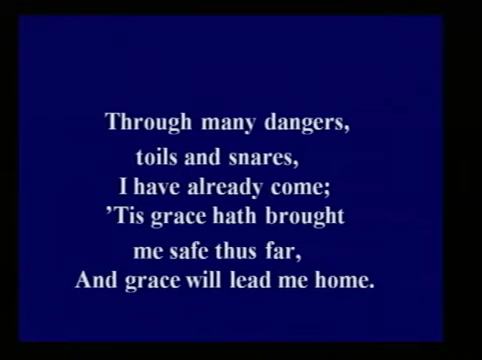 Through many dangers,
toils and snares,
I have already come;
’Tis grace hath brought
me safe thus far,
And grace will lead me home.